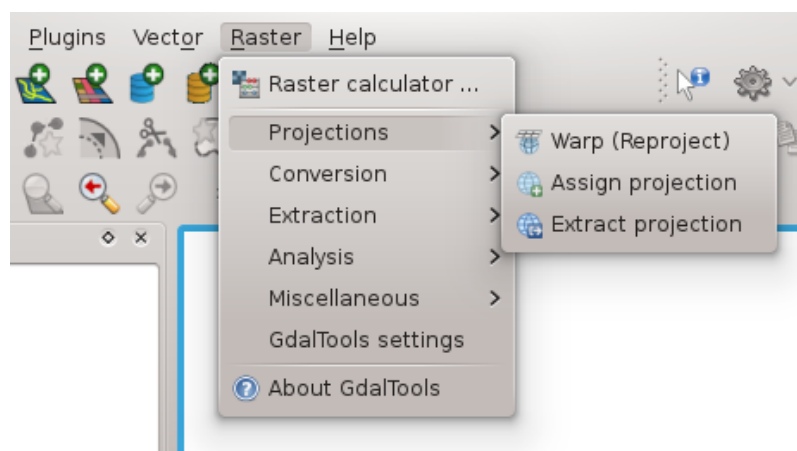 Plugins Vector Raster Help
Raster calculator ...
Projections
Conversion
Extraction
Analysis
Miscellaneous
GdalTools settings
About GdalTools
Warp (Reproject)
Assign projection
Extract projection